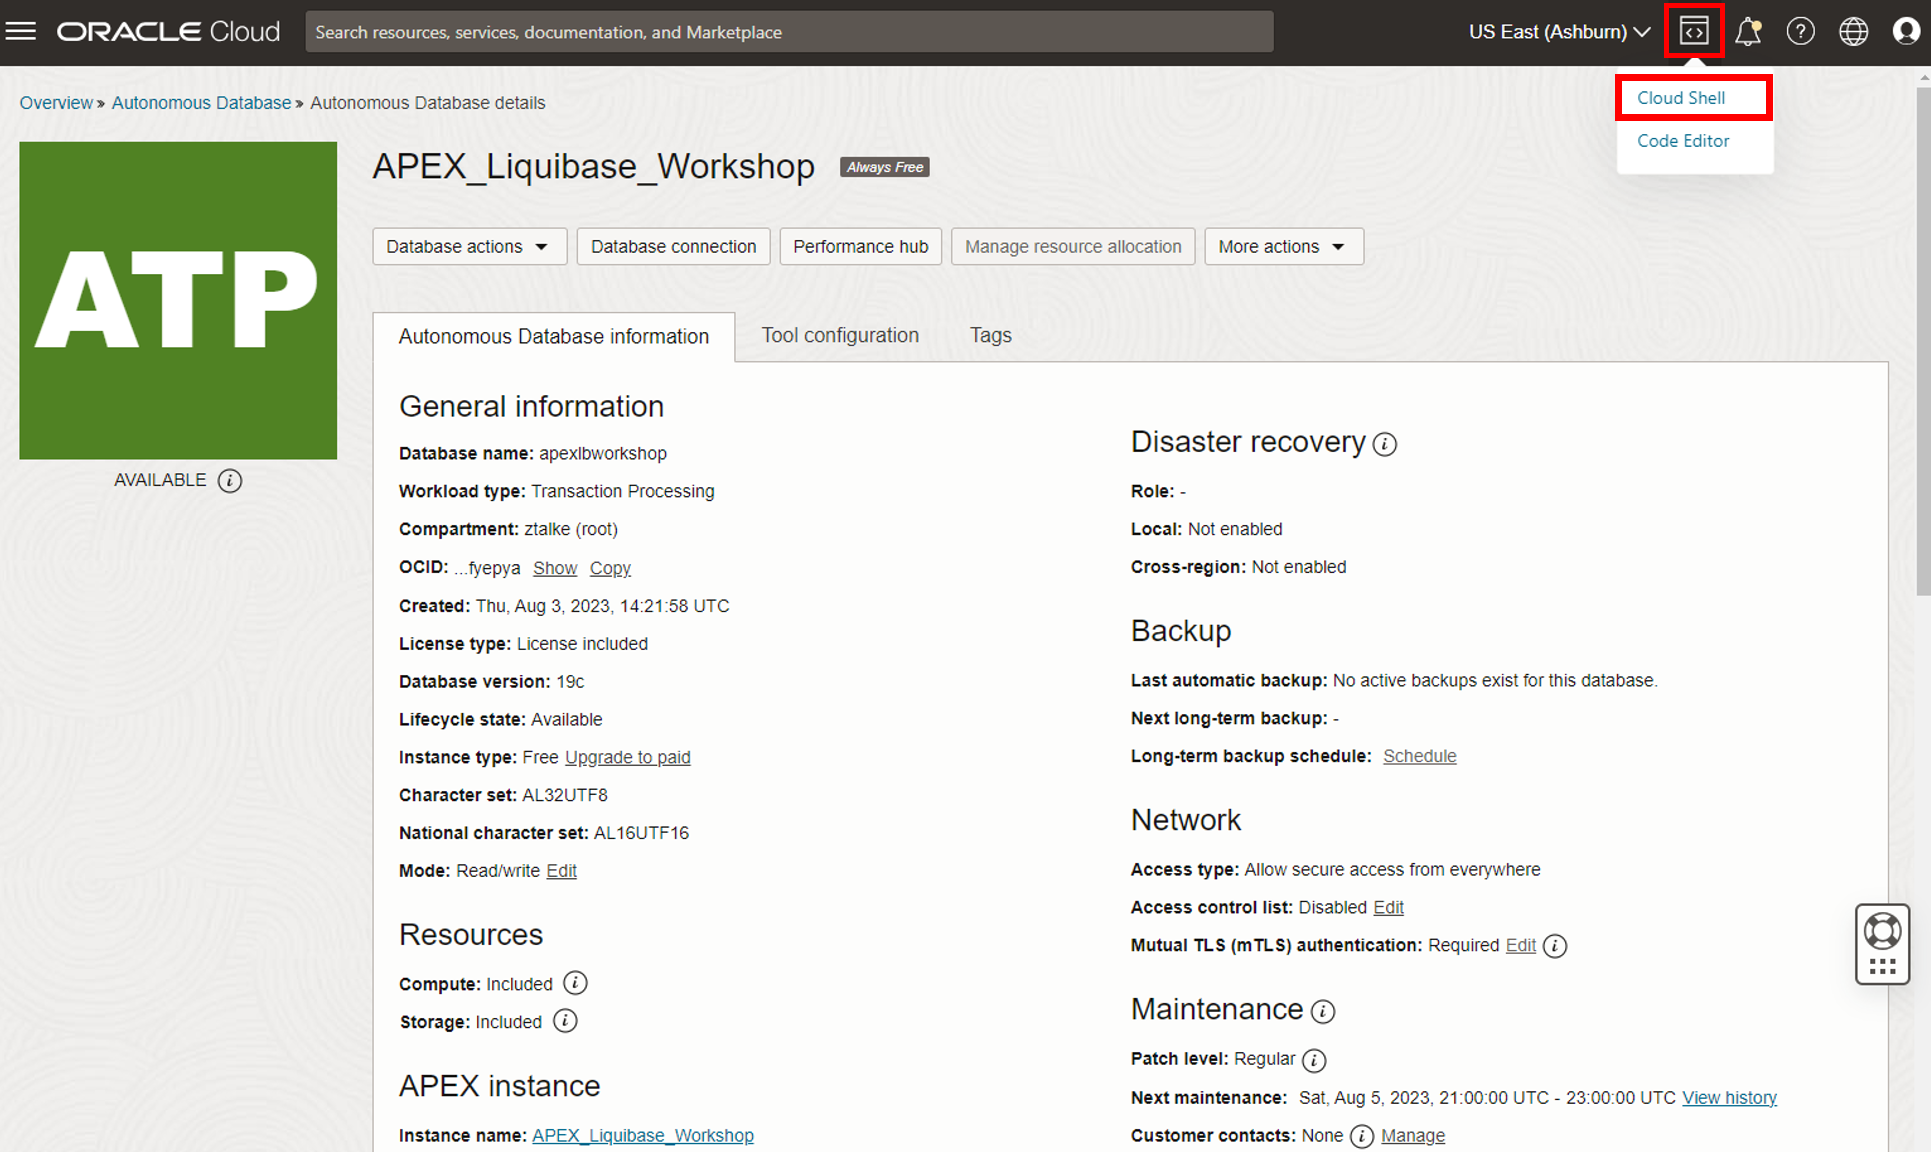 ORACLE Cloud
Search resources, services, documentation, and Marketplace
US East (Ashburn)
Cloud Shell
Code Editor
Overview » Autonomous Database » Autonomous Database details
ATP
AVAILABLE
APEX_Liquibase_Workshop Always Free
Database actions Database connection Performance hub Manage resource allocation More actions
Autonomous Database information Tool configuration Tags
General information
Database name: apexlbworkshop
Workload type: Transaction Processing
Compartment: ztalke (root)
OCID: ...fyepya Show Copy
Created: Thu, Aug 3, 2023, 14:21:58 UTC
License type: License included
Database version: 19c
Lifecycle state: Available
Instance type: Free Upgrade to paid
Character set: AL32UTF8
National character set: AL16UTF16
Mode: Read/write Edit
Resources
Compute: Included
Storage: Included
APEX instance
Instance name: APEX_Liquibase_Workshop
Disaster recovery
Role: -
Local: Not enabled
Cross-region: Not enabled
Backup
Last automatic backup: No active backups exist for this database.
Next long-term backup: -
Long-term backup schedule: Schedule
Network
Access type: Allow secure access from everywhere
Access control list: Disabled Edit
Mutual TLS (mTLS) authentication: Required Edit
Maintenance
Patch level: Regular
Next maintenance: Sat, Aug 5, 2023, 21:00:00 UTC - 23:00:00 UTC View history
Customer contacts: None Manage